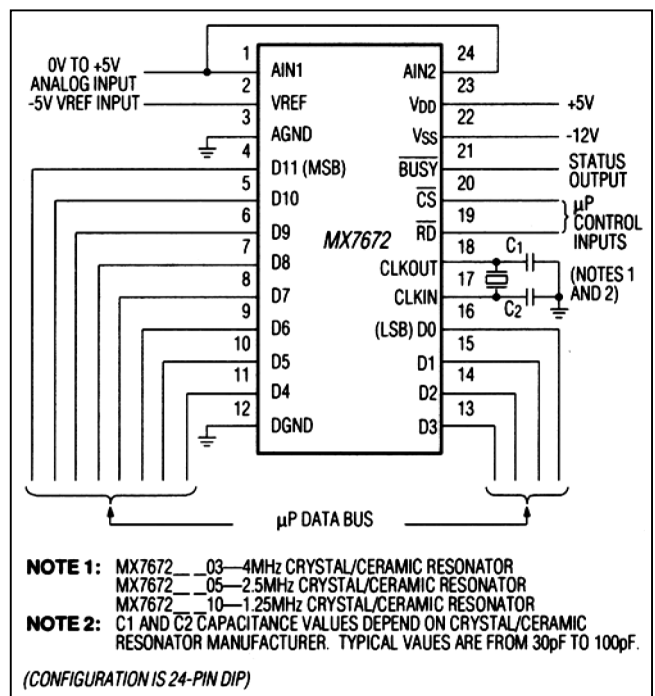 0V TO +5V
ANALOG INPUT
-5V VREF INPUT
1
AIN1
2
VREF
3
AGND
4
D11 (MSB)
5
D10
6
D9
7
D8
8
D7
9
D6
10
D5
11
D4
12
DGND
MX7672
24
AIN2
23
VDD
+5V
22
VSS
-12V
21
BUSY
STATUS
OUTPUT
20
CS
µP
CONTROL
INPUTS
19
RD
18
CLKOUT
C1
17
CLKIN
C2
(NOTES 1
AND 2)
16
(LSB) D0
15
D1
14
D2
13
D3
µP DATA BUS
NOTE 1: MX7672_ _03—4MHz CRYSTAL/CERAMIC RESONATOR
MX7672_ _05—2.5MHz CRYSTAL/CERAMIC RESONATOR
MX7672_ _10—1.25MHz CRYSTAL/CERAMIC RESONATOR
NOTE 2: C1 AND C2 CAPACITANCE VALUES DEPEND ON CRYSTAL/CERAMIC
RESONATOR MANUFACTURER. TYPICAL VAUES ARE FROM 30pF TO 100pF.
(CONFIGURATION IS 24-PIN DIP)